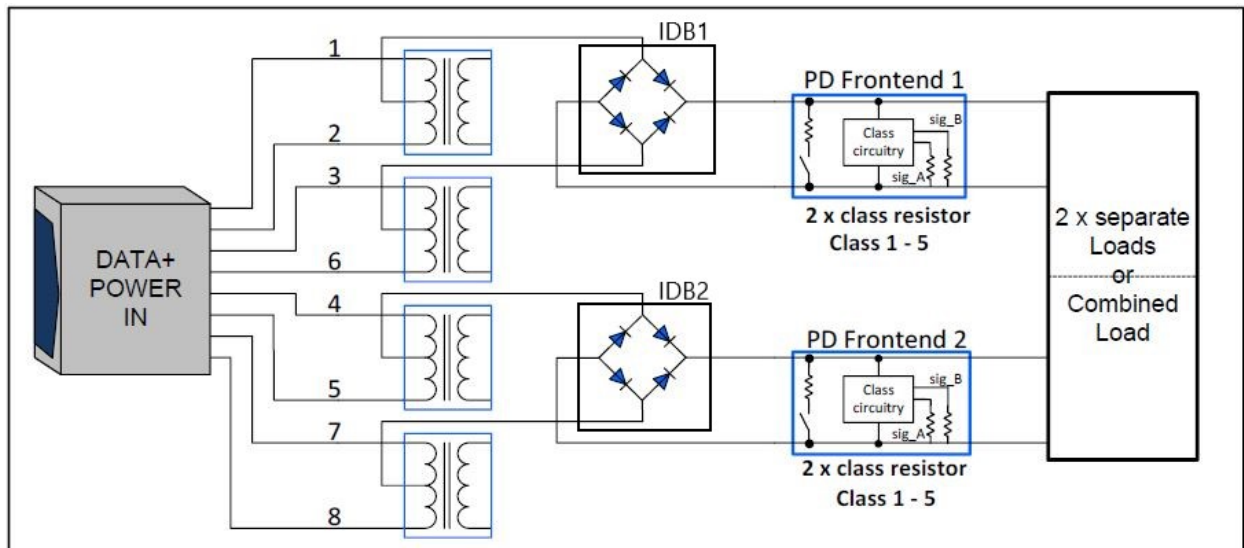 IDB1
1
2
3
6
4
5
7
8
DATA+
POWER
IN
PD Frontend 1
Class
circuitry
sig_B
sig_A
2 x class resistor
Class 1 - 5
IDB2
PD Frontend 2
Class
circuitry
sig_B
sig_A
2 x class resistor
Class 1 - 5
2 x separate
Loads
or
Combined
Load